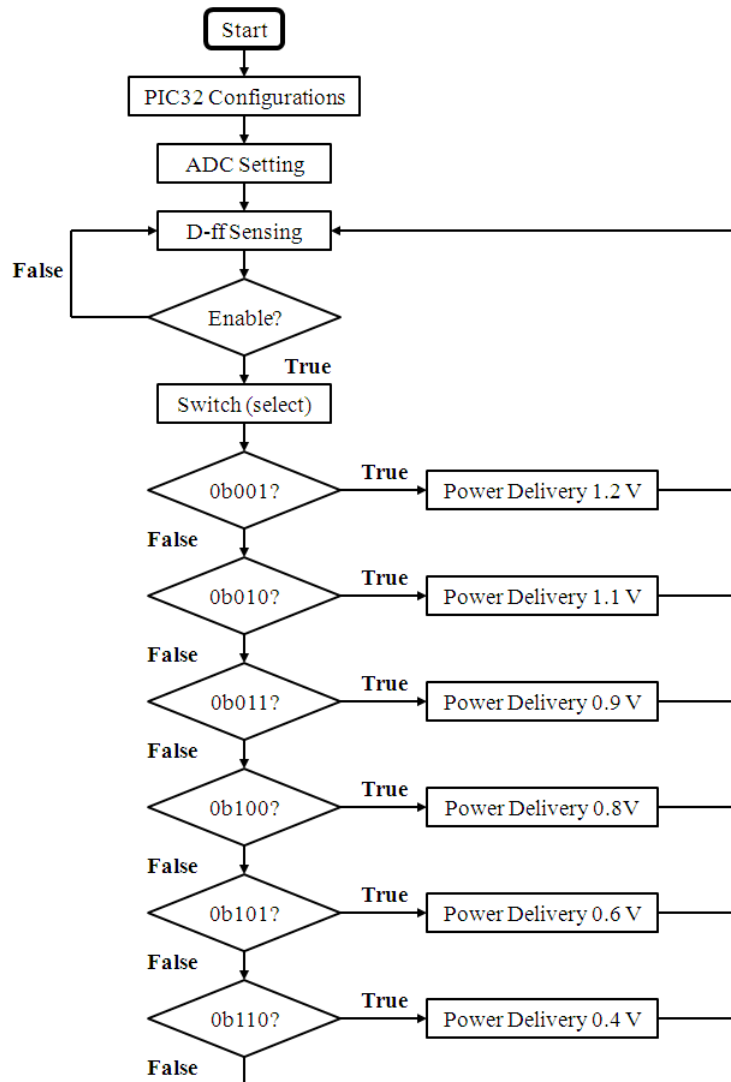 Start
PIC32 Configurations
ADC Setting
D-ff Sensing
False
Enable?
True
Switch (select)
0b001?
True
Power Delivery 1.2 V
False
0b010?
True
Power Delivery 1.1 V
False
0b011?
True
Power Delivery 0.9 V
False
0b100?
True
Power Delivery 0.8V
False
0b101?
True
Power Delivery 0.6 V
False
0b110?
True
Power Delivery 0.4 V
False